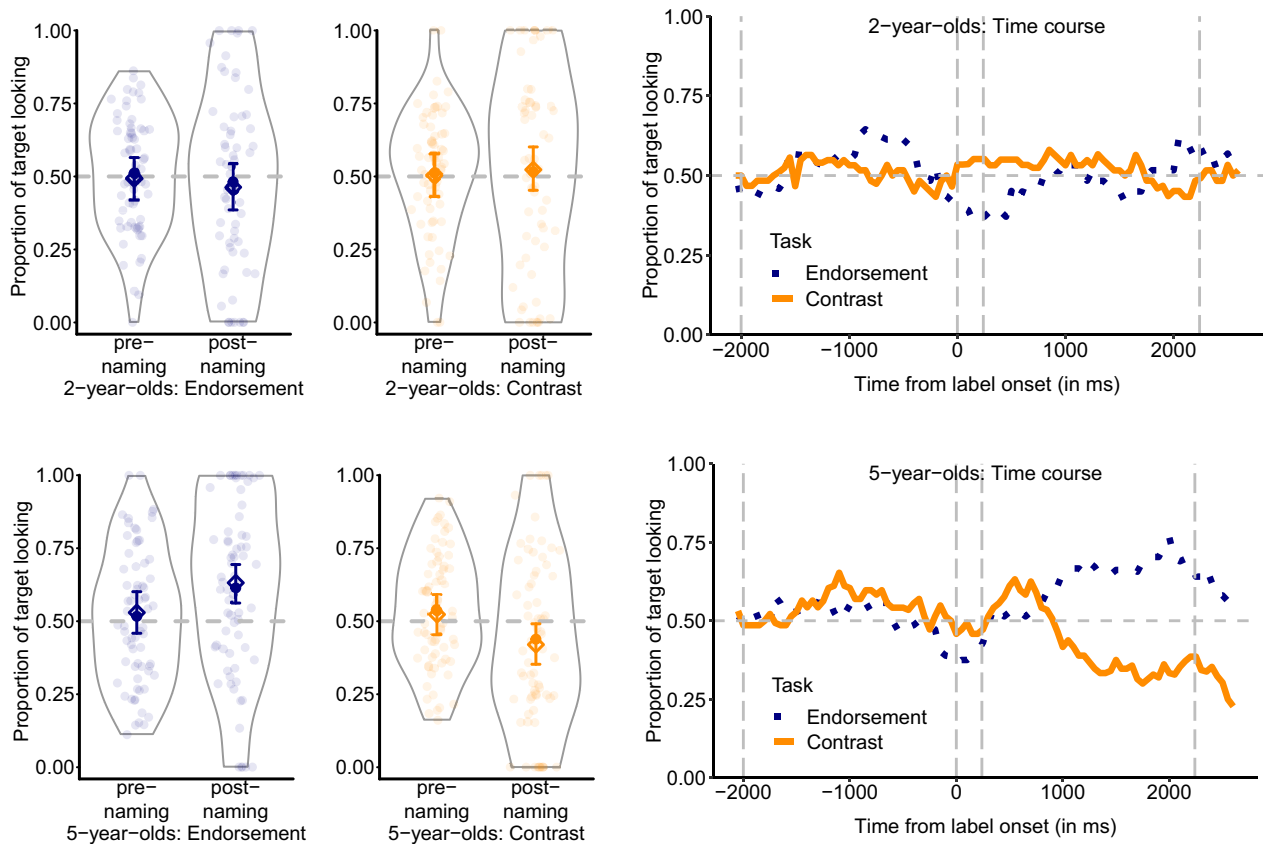 Proportion of target looking
1.00
0.75
0.50
0.25
0.00
pre−
naming
post−
naming
2−year−olds: Endorsement
1.00
0.75
0.50
0.25
0.00
pre−
naming
post−
naming
2−year−olds: Contrast
Proportion of target looking
1.00
0.75
0.50
0.25
0.00
2−year−olds: Time course
Task
Endorsement
Contrast
−2000 −1000 0 1000 2000
Time from label onset (in ms)
Proportion of target looking
1.00
0.75
0.50
0.25
0.00
pre−
naming
post−
naming
5−year−olds: Endorsement
1.00
0.75
0.50
0.25
0.00
pre−
naming
post−
naming
5−year−olds: Contrast
Proportion of target looking
1.00
0.75
0.50
0.25
0.00
5−year−olds: Time course
Task
Endorsement
Contrast
−2000 −1000 0 1000 2000
Time from label onset (in ms)